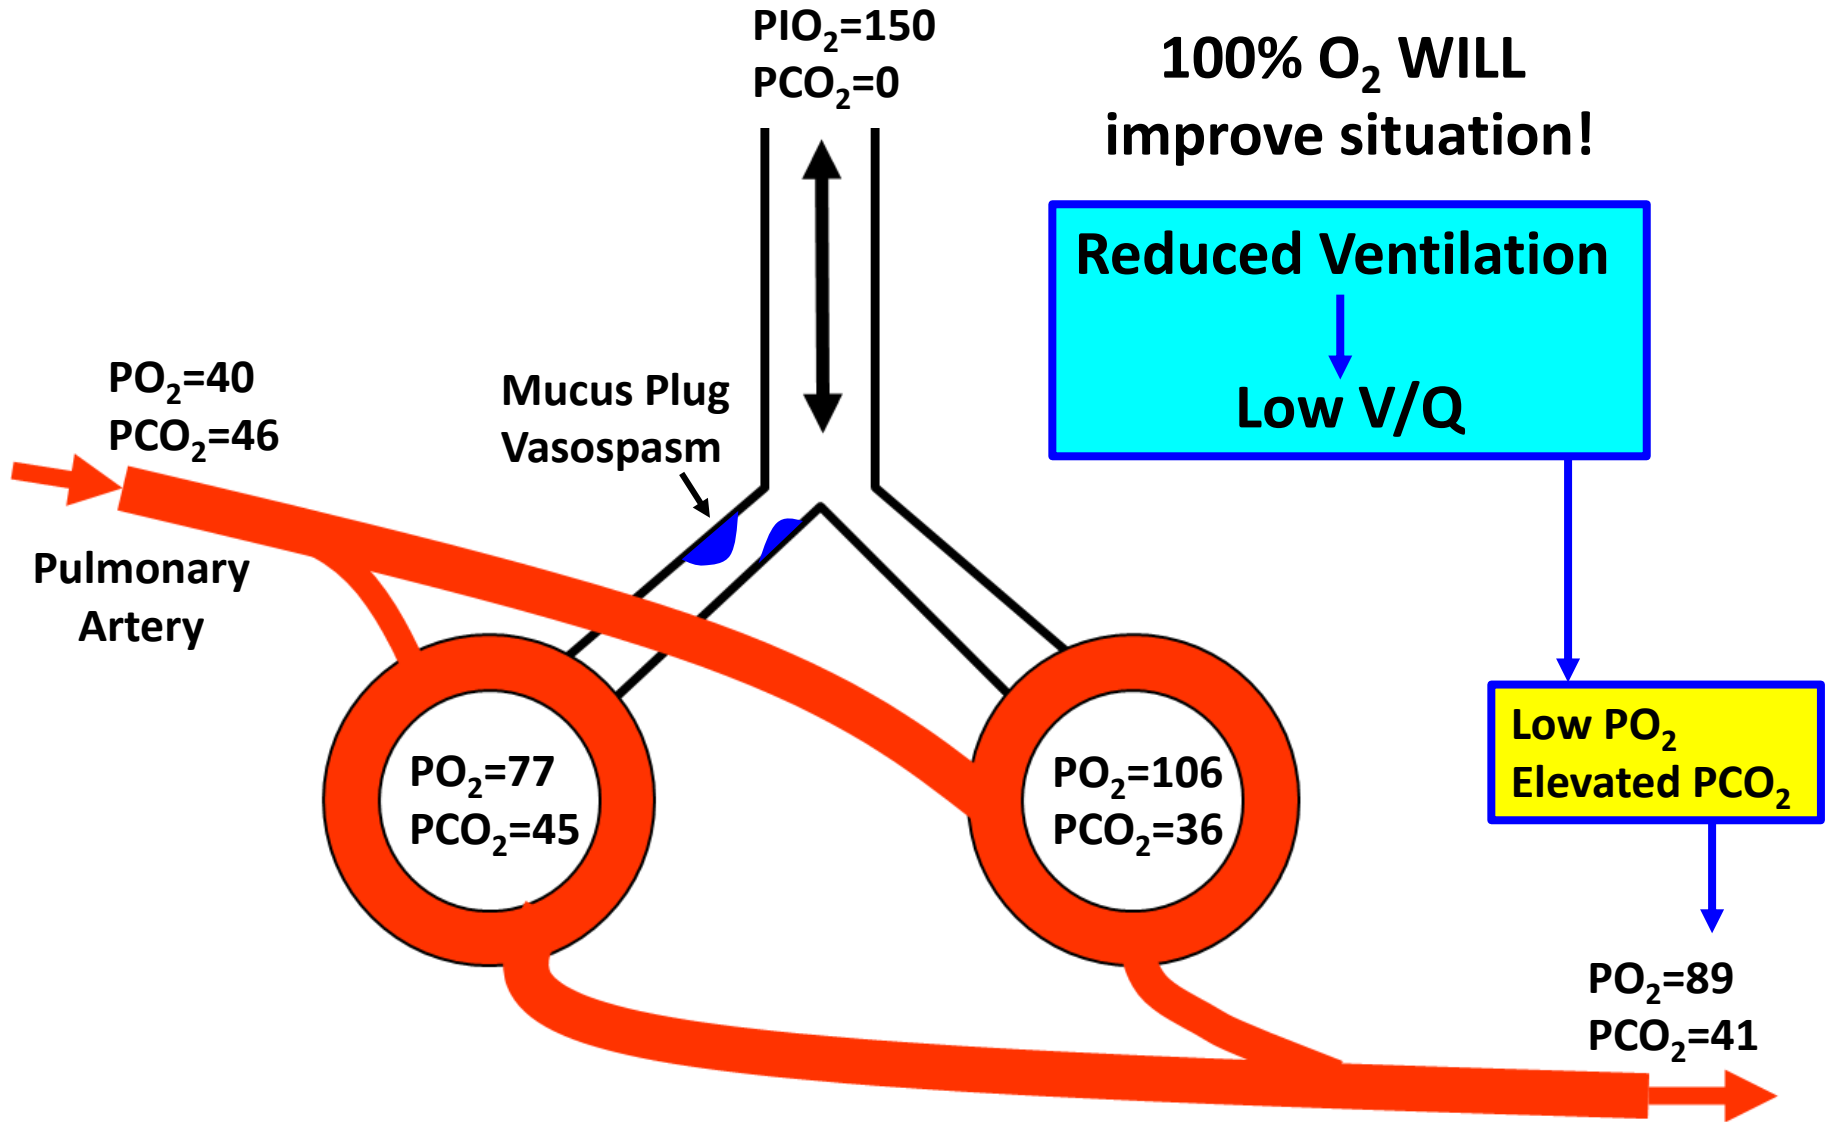 PIO₂=150
PCO₂=0
100% O₂ WILL
improve situation!
Reduced Ventilation
Low V/Q
PO₂=40
PCO₂=46
Mucus Plug
Vasospasm
Pulmonary
Artery
PO₂=77
PCO₂=45
PO₂=106
PCO₂=36
Low PO₂
Elevated PCO₂
PO₂=89
PCO₂=41